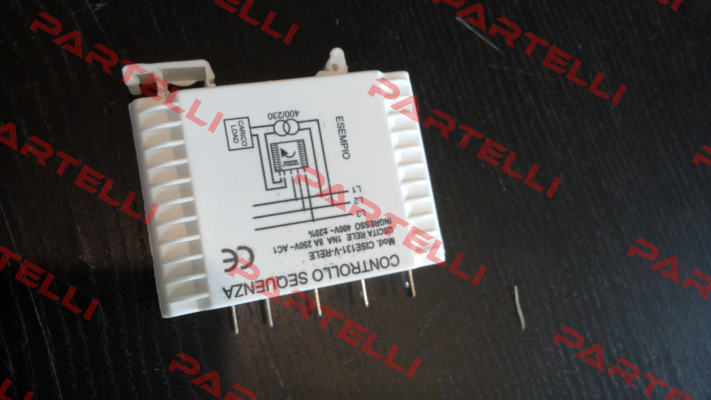 CONTROLLO SEQUENZA
Mod. CISE131-V-RELE
USCITA RELE 1NA 8A 250V~AC1
INGRESSO 400V~±20%
CE
L3
L2
L1
ESEMPIO
CARICO
LOAD
400/230
PARTELLI
PARTELLI
PARTELLI
PARTELLI
PARTELLI
PARTELLI
PARTELLI
PARTELLI
PARTELLI